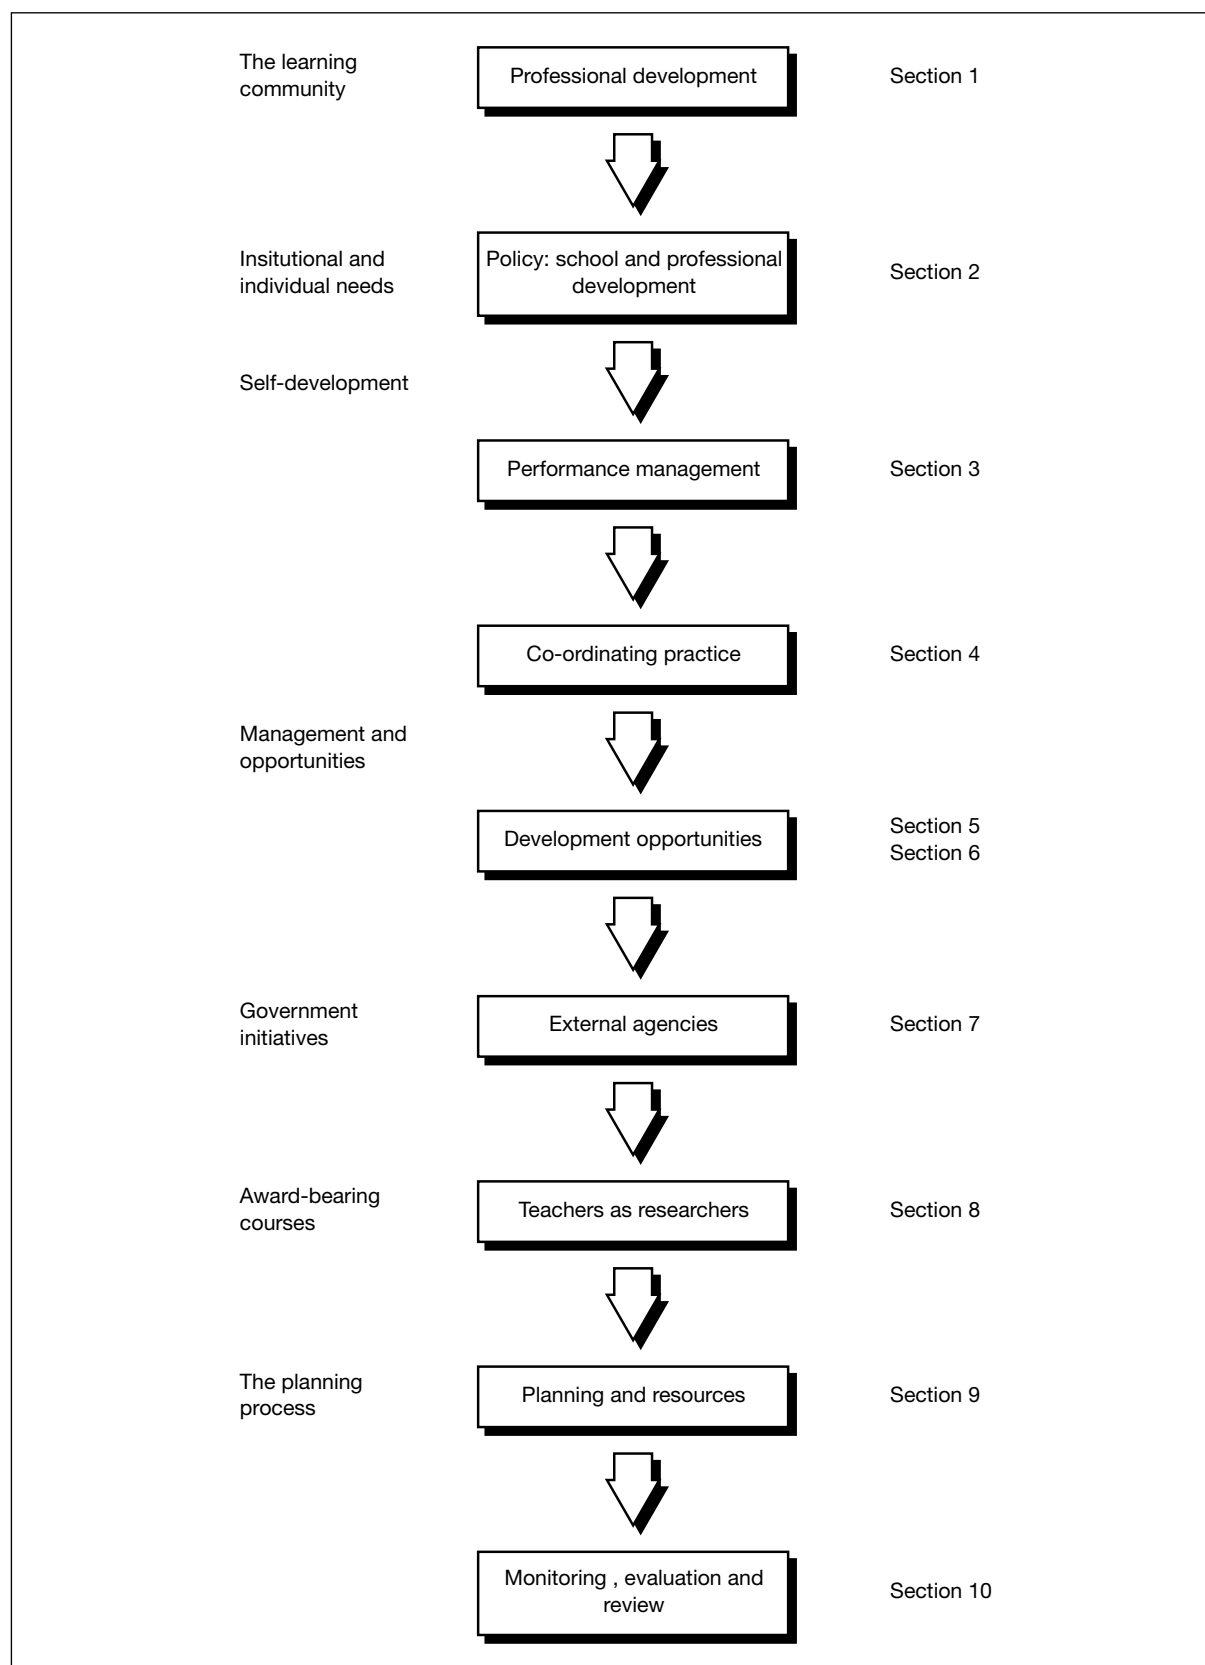 The learning
community
Professional development
Section 1
Insitutional and
individual needs
Policy: school and professional
development
Section 2
Self-development
Performance management
Section 3
Co-ordinating practice
Section 4
Management and
opportunities
Development opportunities
Section 5
Section 6
Government
initiatives
External agencies
Section 7
Award-bearing
courses
Teachers as researchers
Section 8
The planning
process
Planning and resources
Section 9
Monitoring , evaluation and
review
Section 10